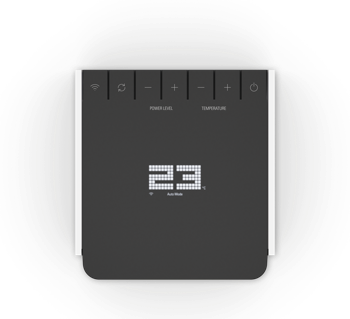 − + − +
POWER LEVEL TEMPERATURE
23 °C
Auto Mode